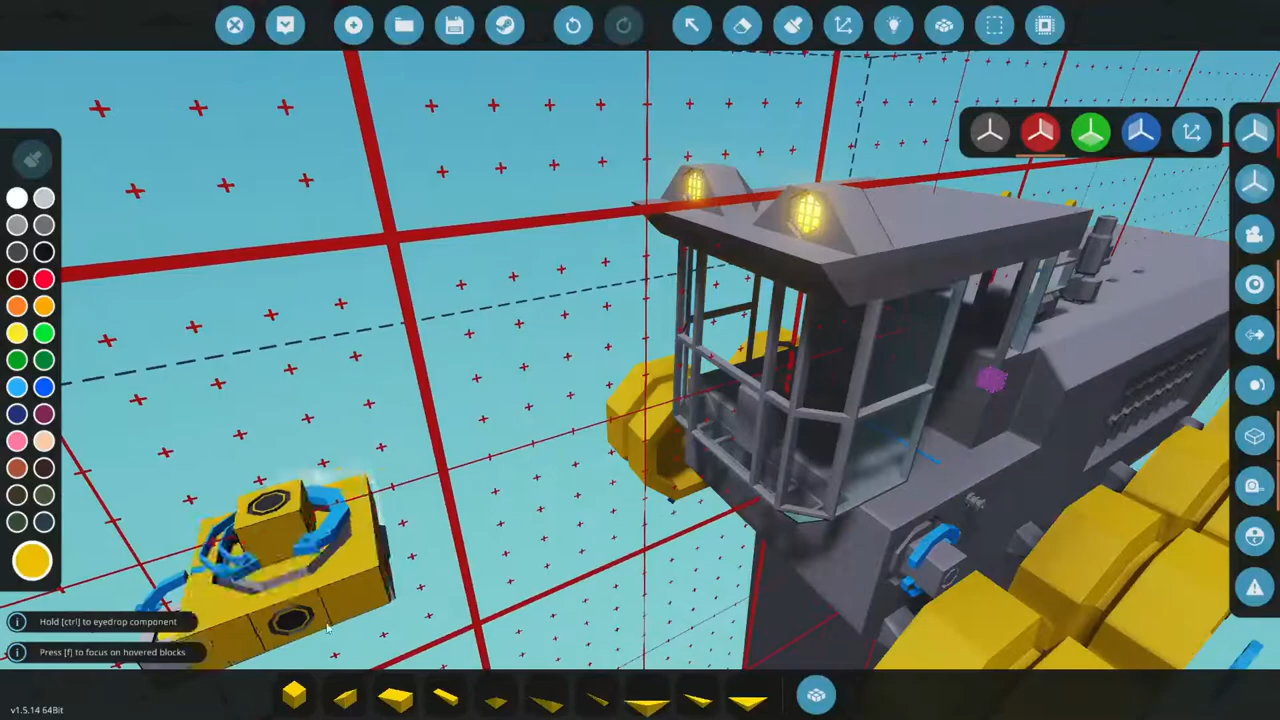 Hold [ctrl] to eyedrop component
Press [f] to focus on hovered blocks
v1.5.14 64Bit